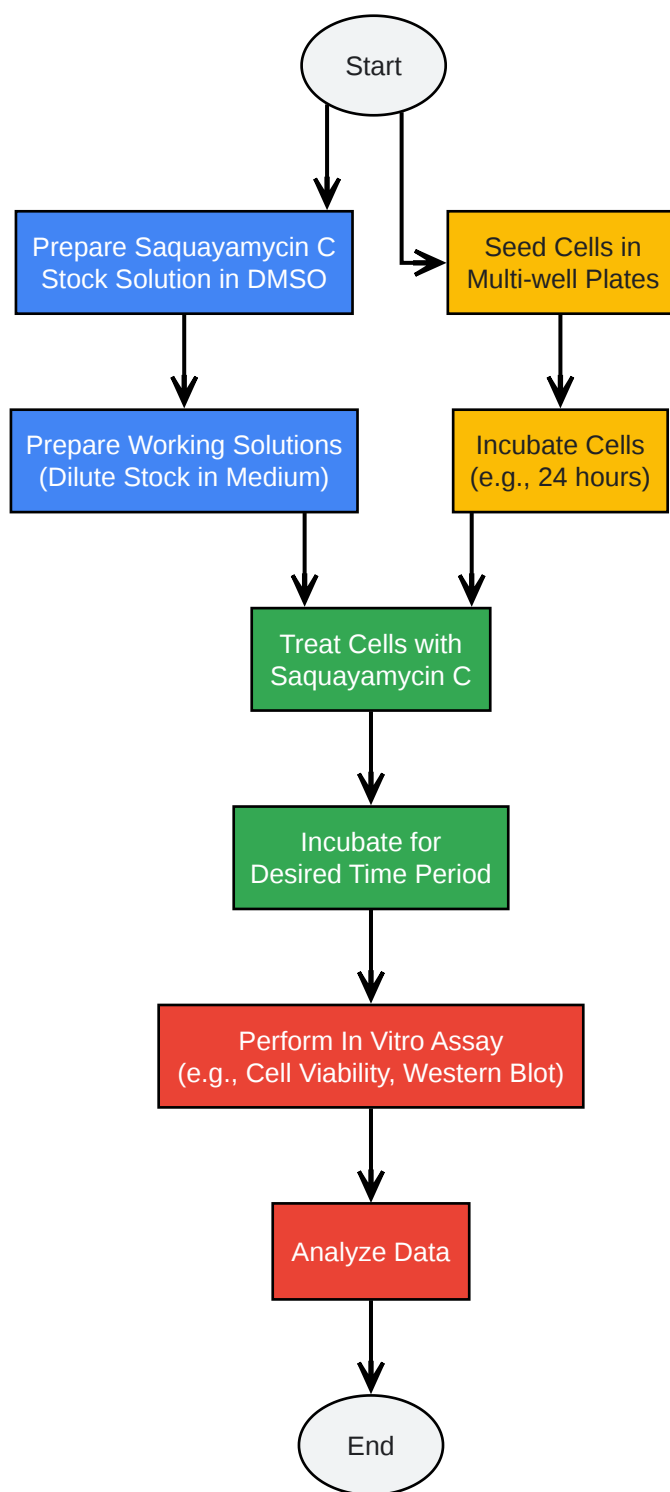 Start
Prepare Saquayamycin C
Stock Solution in DMSO
Seed Cells in
Multi-well Plates
Prepare Working Solutions
(Dilute Stock in Medium)
Incubate Cells
(e.g., 24 hours)
Treat Cells with
Saquayamycin C
Incubate for
Desired Time Period
Perform In Vitro Assay
(e.g., Cell Viability, Western Blot)
Analyze Data
End